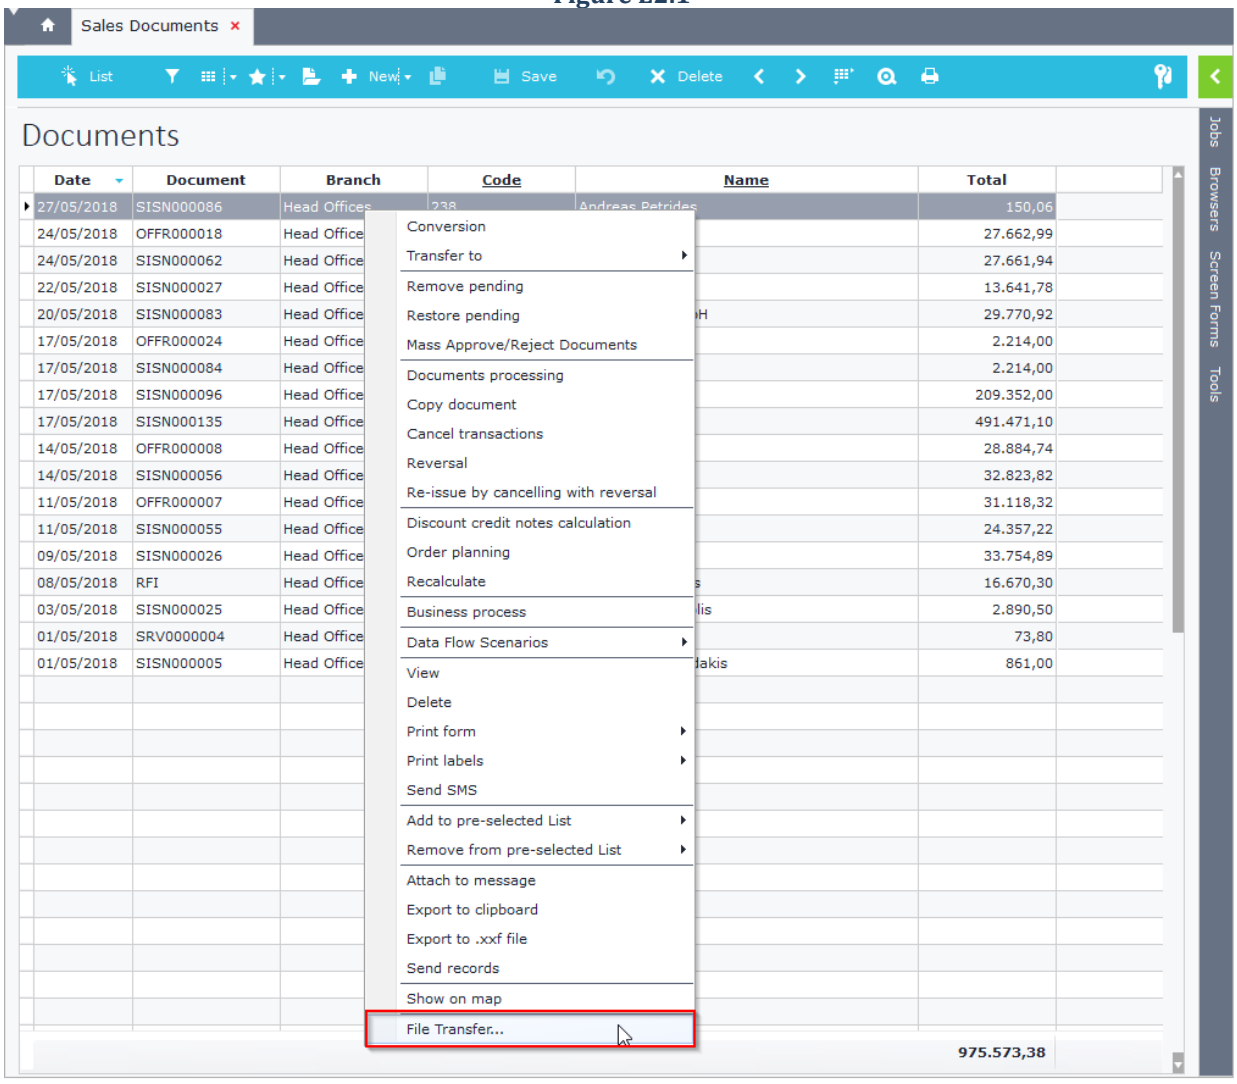 Figure E2.1
Sales Documents
List New Save Delete
Documents
Jobs Browsers Screen Forms Tools
Date Document Branch Code Name Total
27/05/2018 SISN000086 Head Offices 238 Andreas Petrides 150,06
24/05/2018 OFFR000018 Head Office 27.662,99
24/05/2018 SISN000062 Head Office 27.661,94
22/05/2018 SISN000027 Head Office 13.641,78
20/05/2018 SISN000083 Head Office H 29.770,92
17/05/2018 OFFR000024 Head Office 2.214,00
17/05/2018 SISN000084 Head Office 2.214,00
17/05/2018 SISN000096 Head Office 209.352,00
17/05/2018 SISN000135 Head Office 491.471,10
14/05/2018 OFFR000008 Head Office 28.884,74
14/05/2018 SISN000056 Head Office 32.823,82
11/05/2018 OFFR000007 Head Office 31.118,32
11/05/2018 SISN000055 Head Office 24.357,22
09/05/2018 SISN000026 Head Office 33.754,89
08/05/2018 RFI Head Office s 16.670,30
03/05/2018 SISN000025 Head Office lis 2.890,50
01/05/2018 SRV0000004 Head Office 73,80
01/05/2018 SISN000005 Head Office dakis 861,00
Conversion
Transfer to
Remove pending
Restore pending
Mass Approve/Reject Documents
Documents processing
Copy document
Cancel transactions
Reversal
Re-issue by cancelling with reversal
Discount credit notes calculation
Order planning
Recalculate
Business process
Data Flow Scenarios
View
Delete
Print form
Print labels
Send SMS
Add to pre-selected List
Remove from pre-selected List
Attach to message
Export to clipboard
Export to .xxf file
Send records
Show on map
File Transfer...
975.573,38